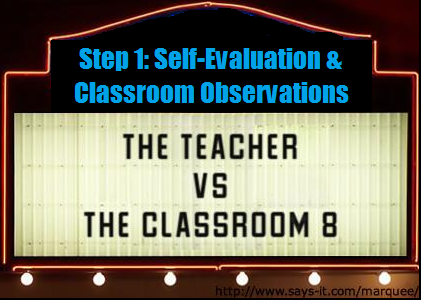 Step 1: Self-Evaluation &
Classroom Observations
THE TEACHER
VS
THE CLASSROOM 8
http://www.says-it.com/marquee/